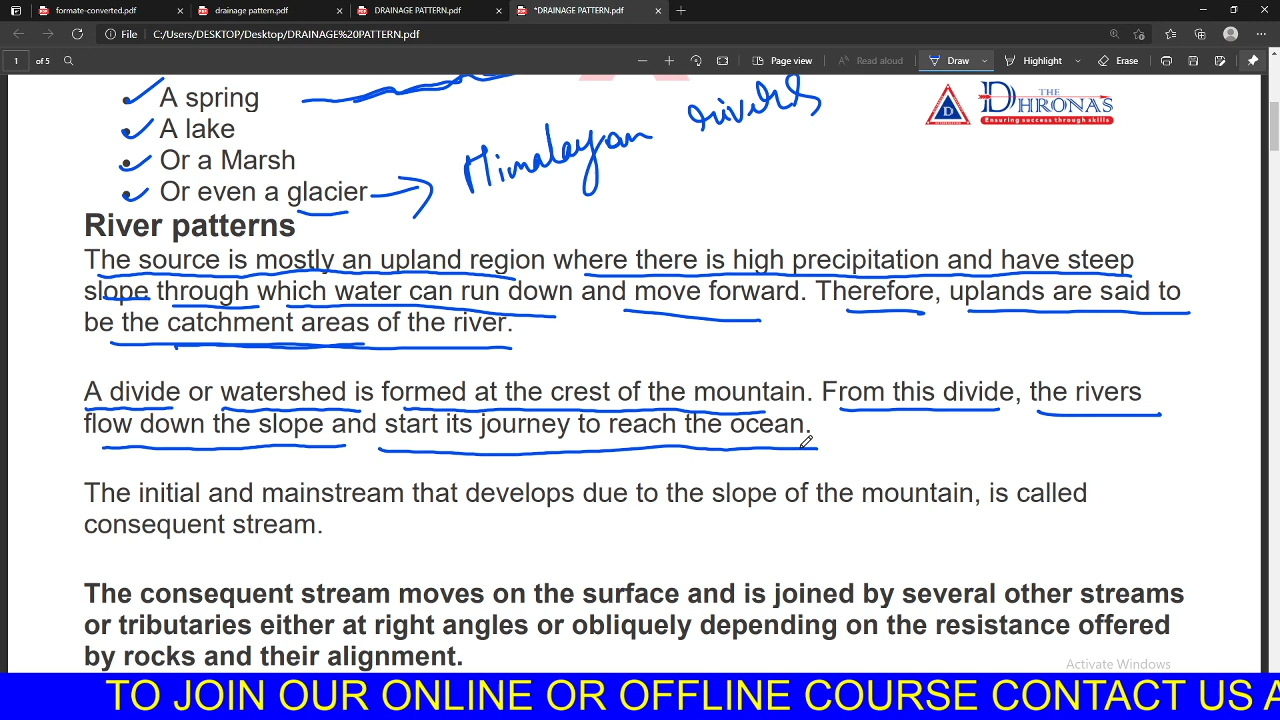 formate-converted.pdf
drainage pattern.pdf
DRAINAGE PATTERN.pdf
*DRAINAGE PATTERN.pdf
File
C:/Users/DESKTOP/Desktop/DRAINAGE%20PATTERN.pdf
1 of 5
Page view
Read aloud
Draw
Highlight
Erase
• A spring
• A lake
• Or a Marsh
• Or even a glacier
Himalayan rivers
D
THE
DHRONAS
Ensuring success through skills
River patterns
The source is mostly an upland region where there is high precipitation and have steep
slope through which water can run down and move forward. Therefore, uplands are said to
be the catchment areas of the river.
A divide or watershed is formed at the crest of the mountain. From this divide, the rivers
flow down the slope and start its journey to reach the ocean.
The initial and mainstream that develops due to the slope of the mountain, is called
consequent stream.
The consequent stream moves on the surface and is joined by several other streams
or tributaries either at right angles or obliquely depending on the resistance offered
by rocks and their alignment.
Activate Windows
TO JOIN OUR ONLINE OR OFFLINE COURSE CONTACT US A